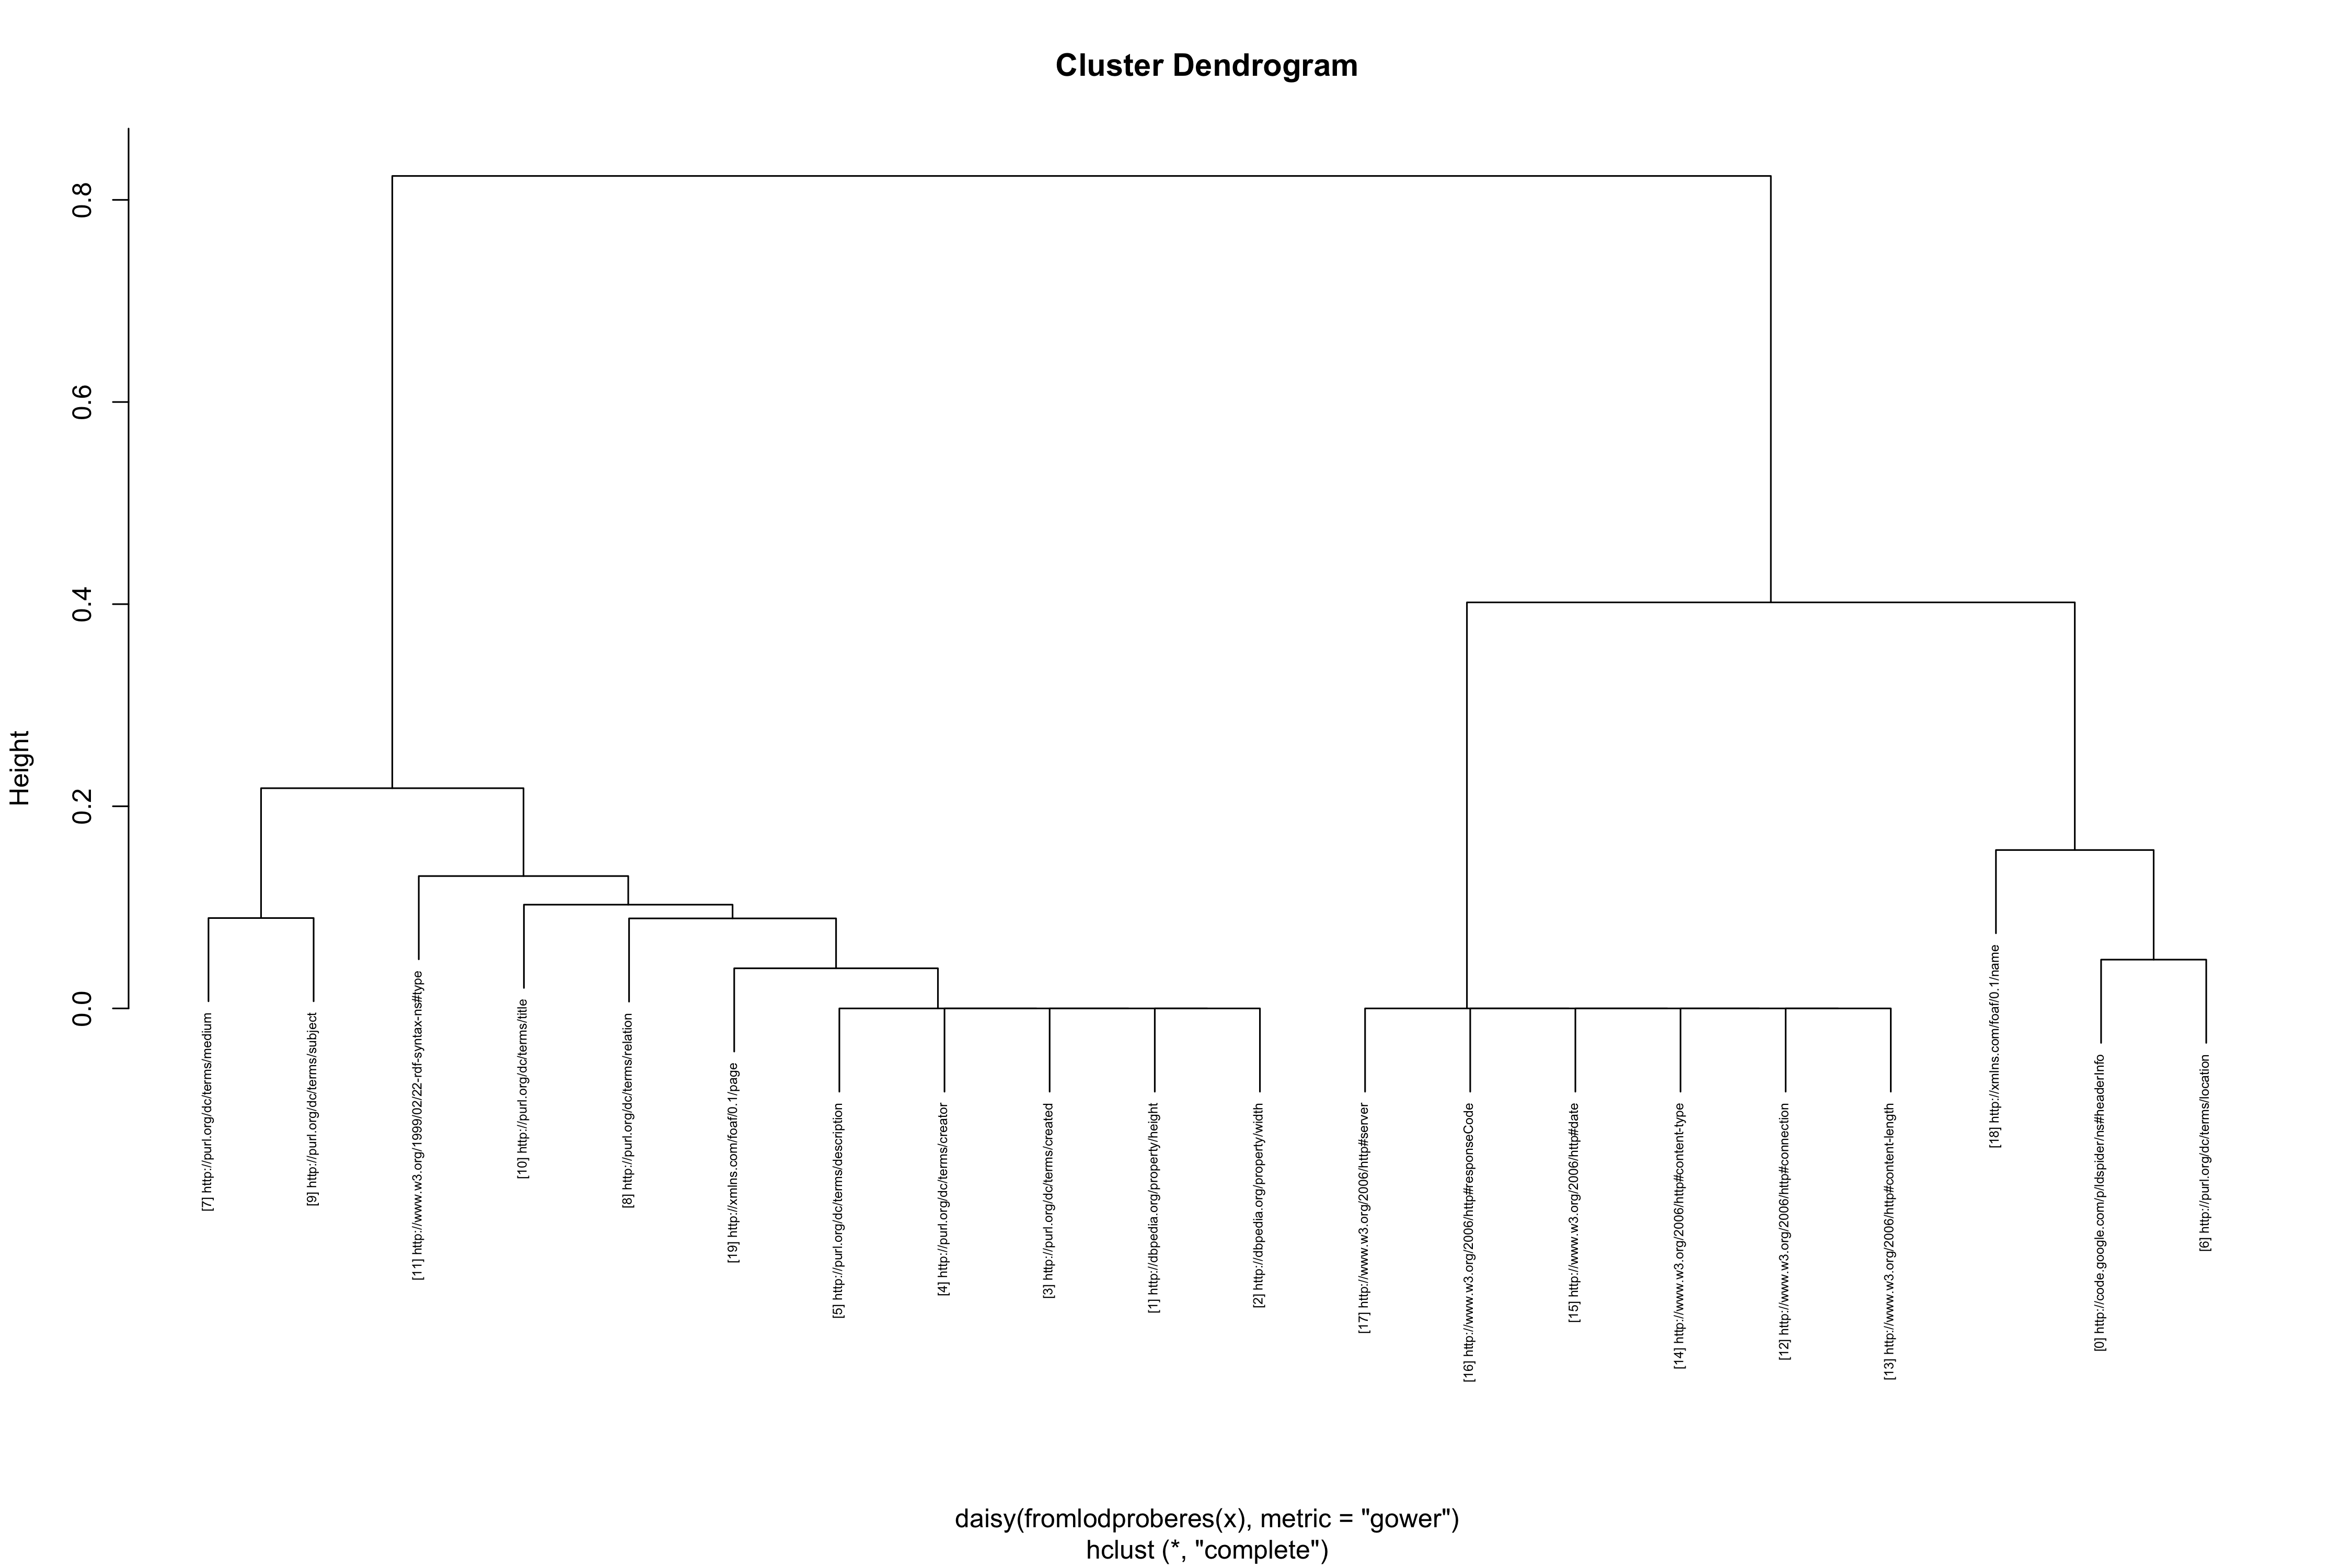 Cluster Dendrogram
Height
0.0
0.2
0.4
0.6
0.8
[7] http://purl.org/dc/terms/medium
[9] http://purl.org/dc/terms/subject
[11] http://www.w3.org/1999/02/22-rdf-syntax-ns#type
[10] http://purl.org/dc/terms/title
[8] http://purl.org/dc/terms/relation
[19] http://xmlns.com/foaf/0.1/page
[5] http://purl.org/dc/terms/description
[4] http://purl.org/dc/terms/creator
[3] http://purl.org/dc/terms/created
[1] http://dbpedia.org/property/height
[2] http://dbpedia.org/property/width
[17] http://www.w3.org/2006/http#server
[16] http://www.w3.org/2006/http#responseCode
[15] http://www.w3.org/2006/http#date
[14] http://www.w3.org/2006/http#content-type
[12] http://www.w3.org/2006/http#connection
[13] http://www.w3.org/2006/http#content-length
[18] http://xmlns.com/foaf/0.1/name
[0] http://code.google.com/p/ldspider/ns#headerInfo
[6] http://purl.org/dc/terms/location
daisy(fromlodproberes(x), metric = "gower")
hclust (*, "complete")